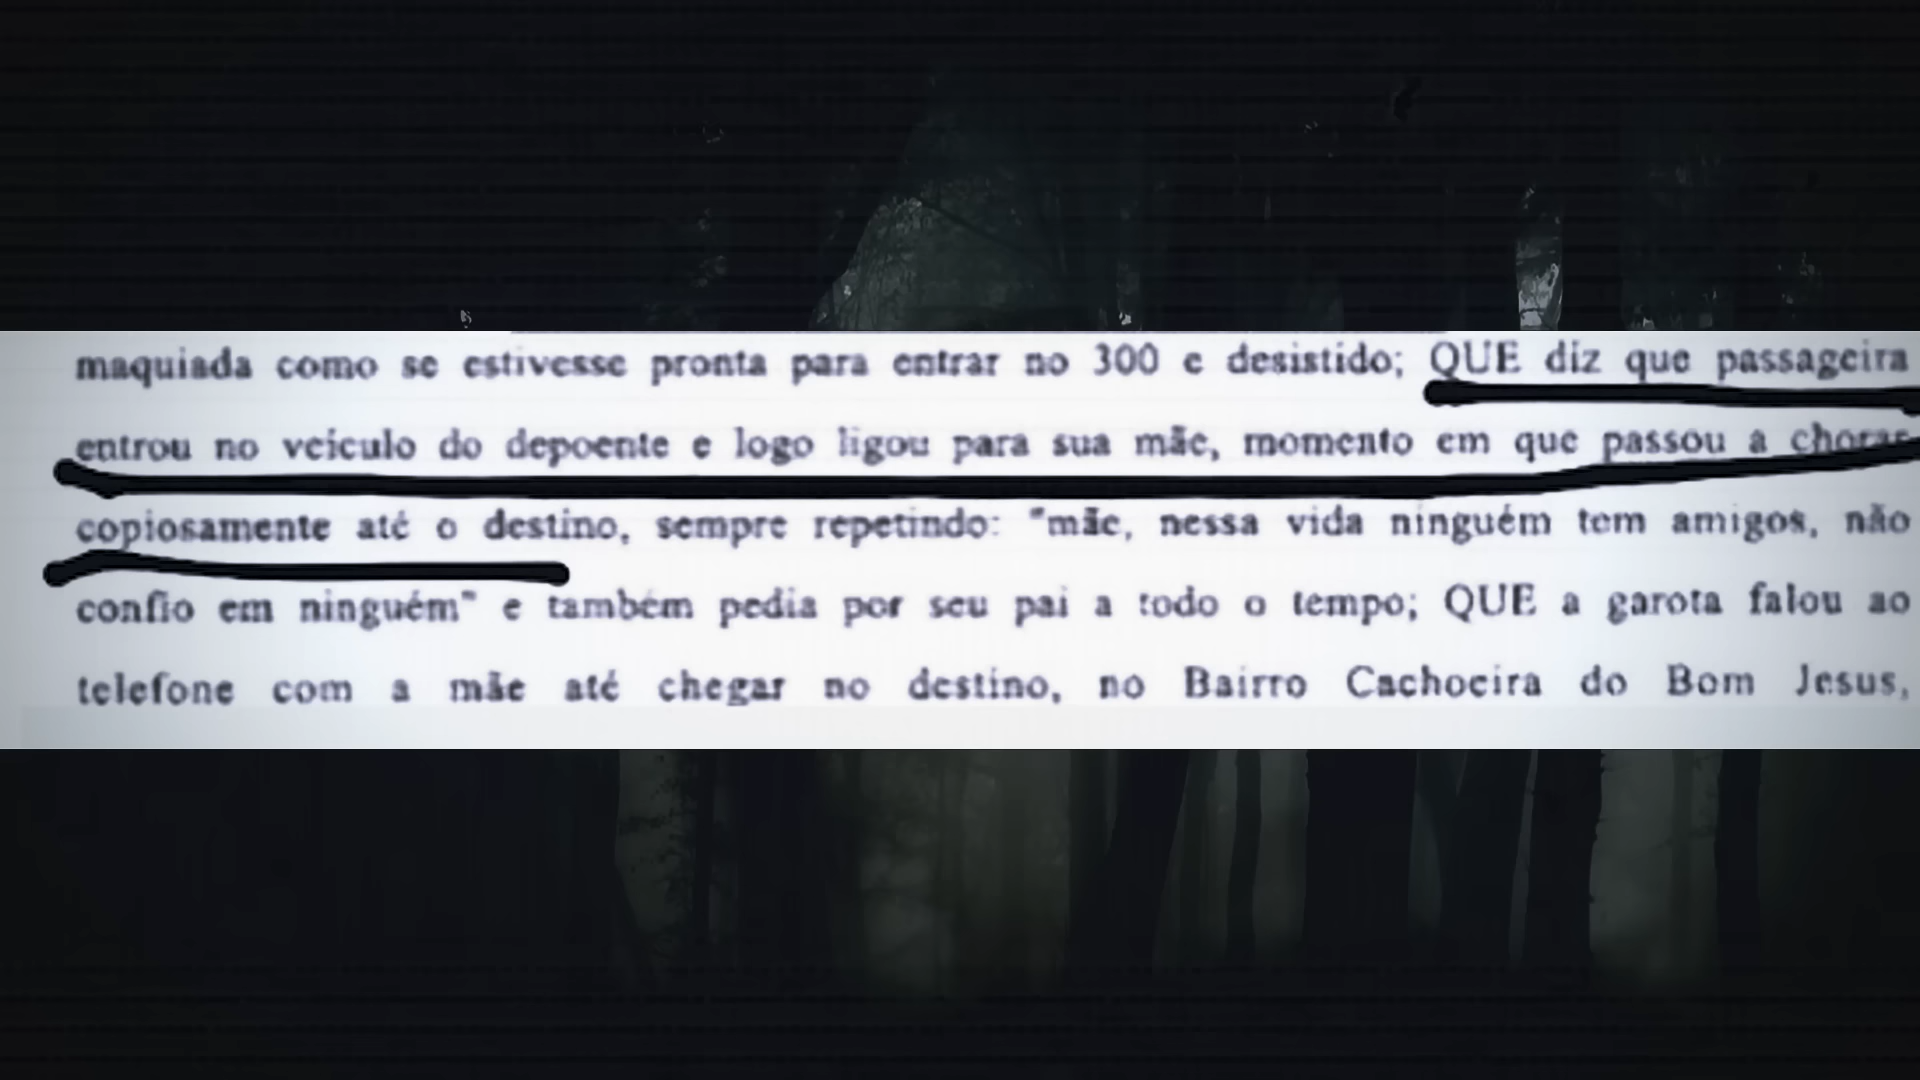 maquiada como se estivesse pronta para entrar no 300 e desistido; QUE diz que passageira
entrou no veículo do depoente e logo ligou para sua mãe, momento em que passou a chorar
copiosamente até o destino, sempre repetindo: "mãe, nessa vida ninguém tem amigos, não
confio em ninguém" e também pedia por seu pai a todo o tempo; QUE a garota falou ao
telefone com a mãe até chegar no destino, no Bairro Cachoeira do Bom Jesus,